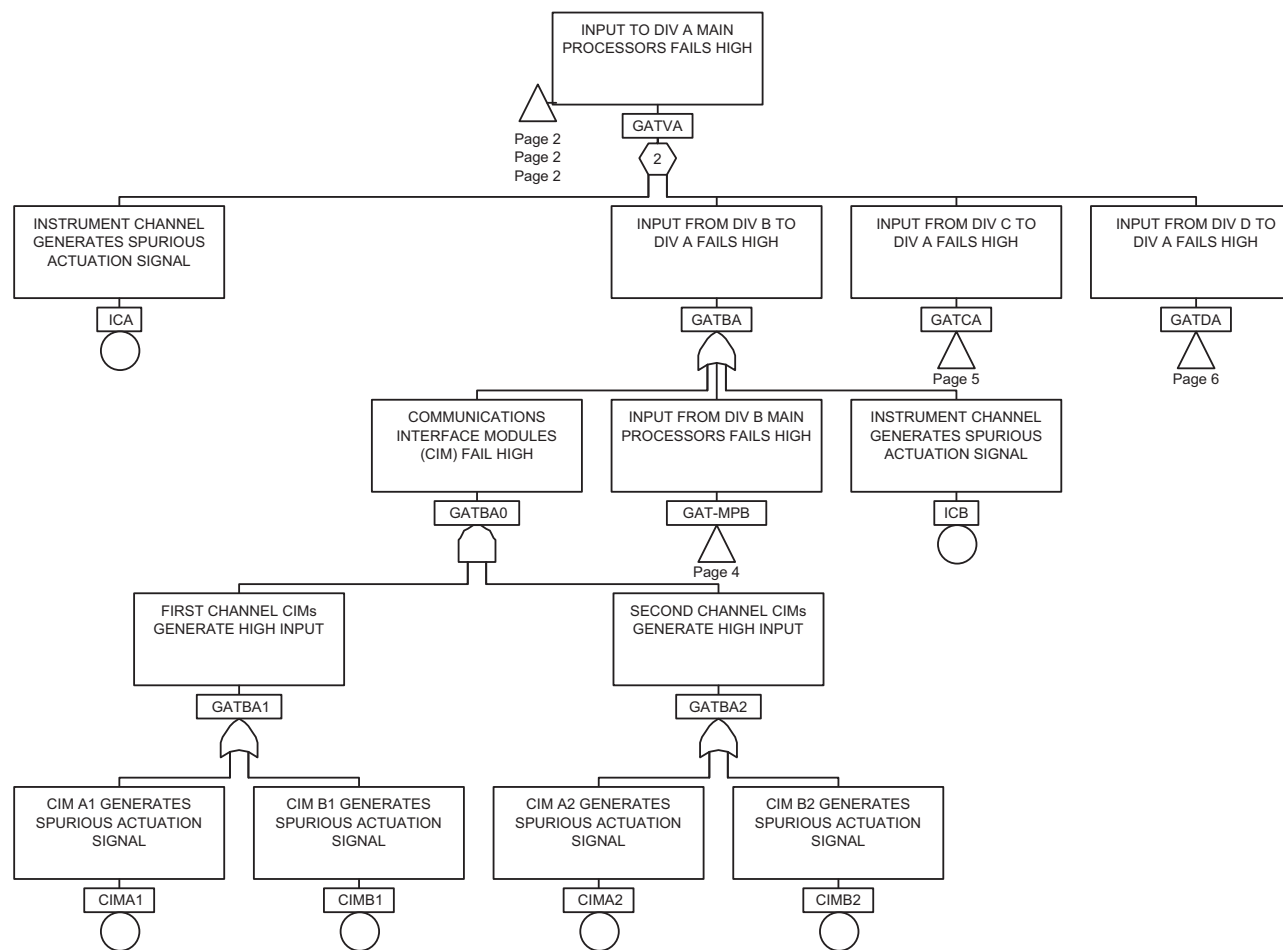 INPUT TO DIV A MAIN
PROCESSORS FAILS HIGH
GATVA
Page 2
Page 2
Page 2
2
INSTRUMENT CHANNEL
GENERATES SPURIOUS
ACTUATION SIGNAL
ICA
INPUT FROM DIV B TO
DIV A FAILS HIGH
GATBA
INPUT FROM DIV C TO
DIV A FAILS HIGH
GATCA
Page 5
INPUT FROM DIV D TO
DIV A FAILS HIGH
GATDA
Page 6
COMMUNICATIONS
INTERFACE MODULES
(CIM) FAIL HIGH
GATBA0
INPUT FROM DIV B MAIN
PROCESSORS FAILS HIGH
GAT-MPB
Page 4
INSTRUMENT CHANNEL
GENERATES SPURIOUS
ACTUATION SIGNAL
ICB
FIRST CHANNEL CIMs
GENERATE HIGH INPUT
GATBA1
SECOND CHANNEL CIMs
GENERATE HIGH INPUT
GATBA2
CIM A1 GENERATES
SPURIOUS ACTUATION
SIGNAL
CIMA1
CIM B1 GENERATES
SPURIOUS ACTUATION
SIGNAL
CIMB1
CIM A2 GENERATES
SPURIOUS ACTUATION
SIGNAL
CIMA2
CIM B2 GENERATES
SPURIOUS ACTUATION
SIGNAL
CIMB2